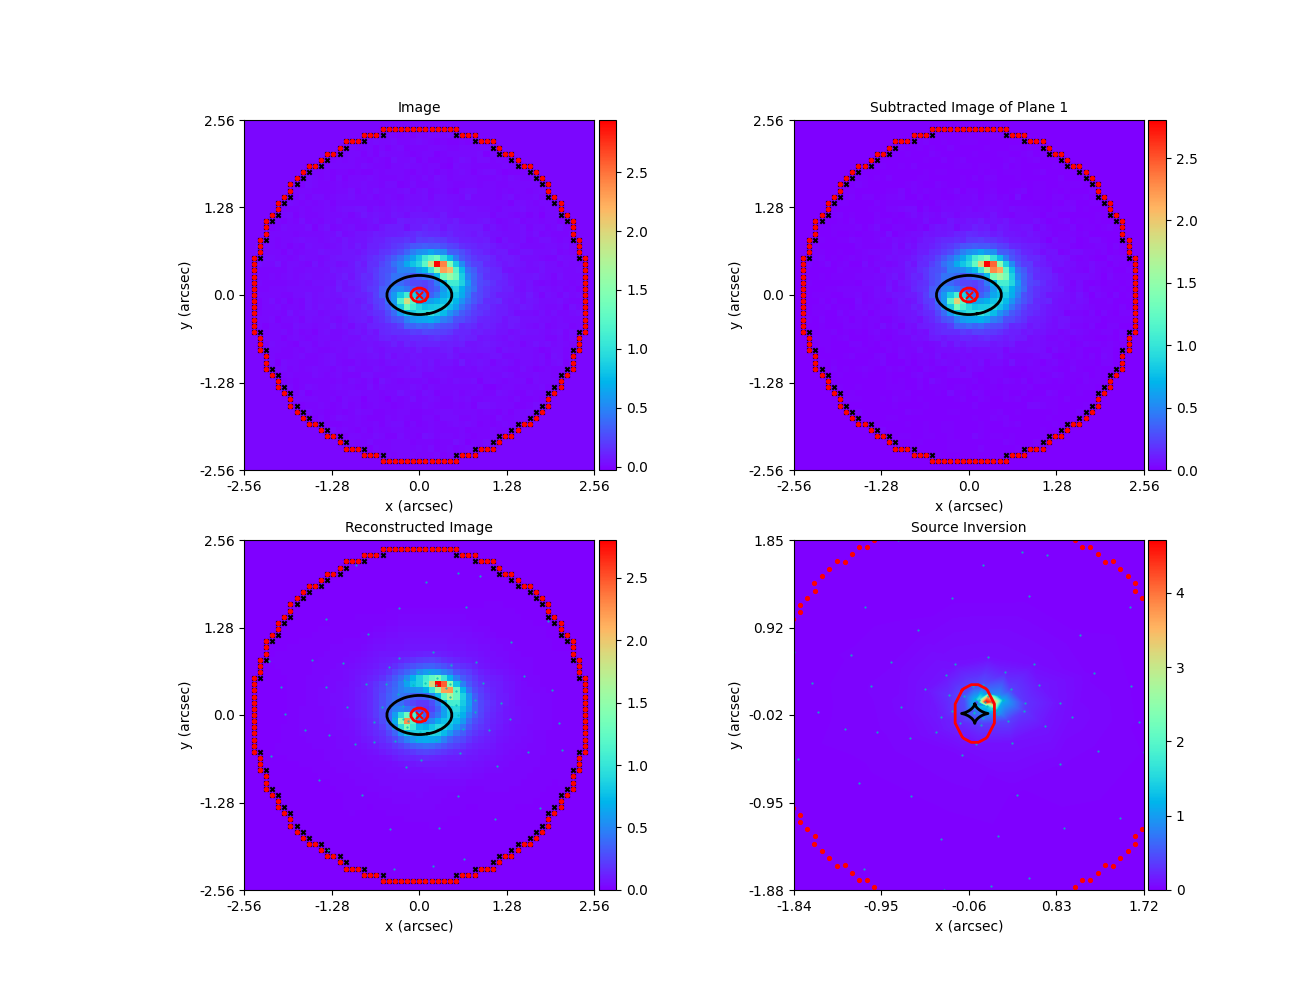 Image
2.56
1.28
0.0
-1.28
-2.56
y (arcsec)
-2.56 -1.28 0.0 1.28 2.56
x (arcsec)
2.5
2.0
1.5
1.0
0.5
0.0
Subtracted Image of Plane 1
2.56
1.28
0.0
-1.28
-2.56
y (arcsec)
-2.56 -1.28 0.0 1.28 2.56
x (arcsec)
2.5
2.0
1.5
1.0
0.5
0.0
Reconstructed Image
2.56
1.28
0.0
-1.28
-2.56
y (arcsec)
-2.56 -1.28 0.0 1.28 2.56
x (arcsec)
2.5
2.0
1.5
1.0
0.5
0.0
Source Inversion
1.85
0.92
-0.02
-0.95
-1.88
y (arcsec)
-1.84 -0.95 -0.06 0.83 1.72
x (arcsec)
4
3
2
1
0